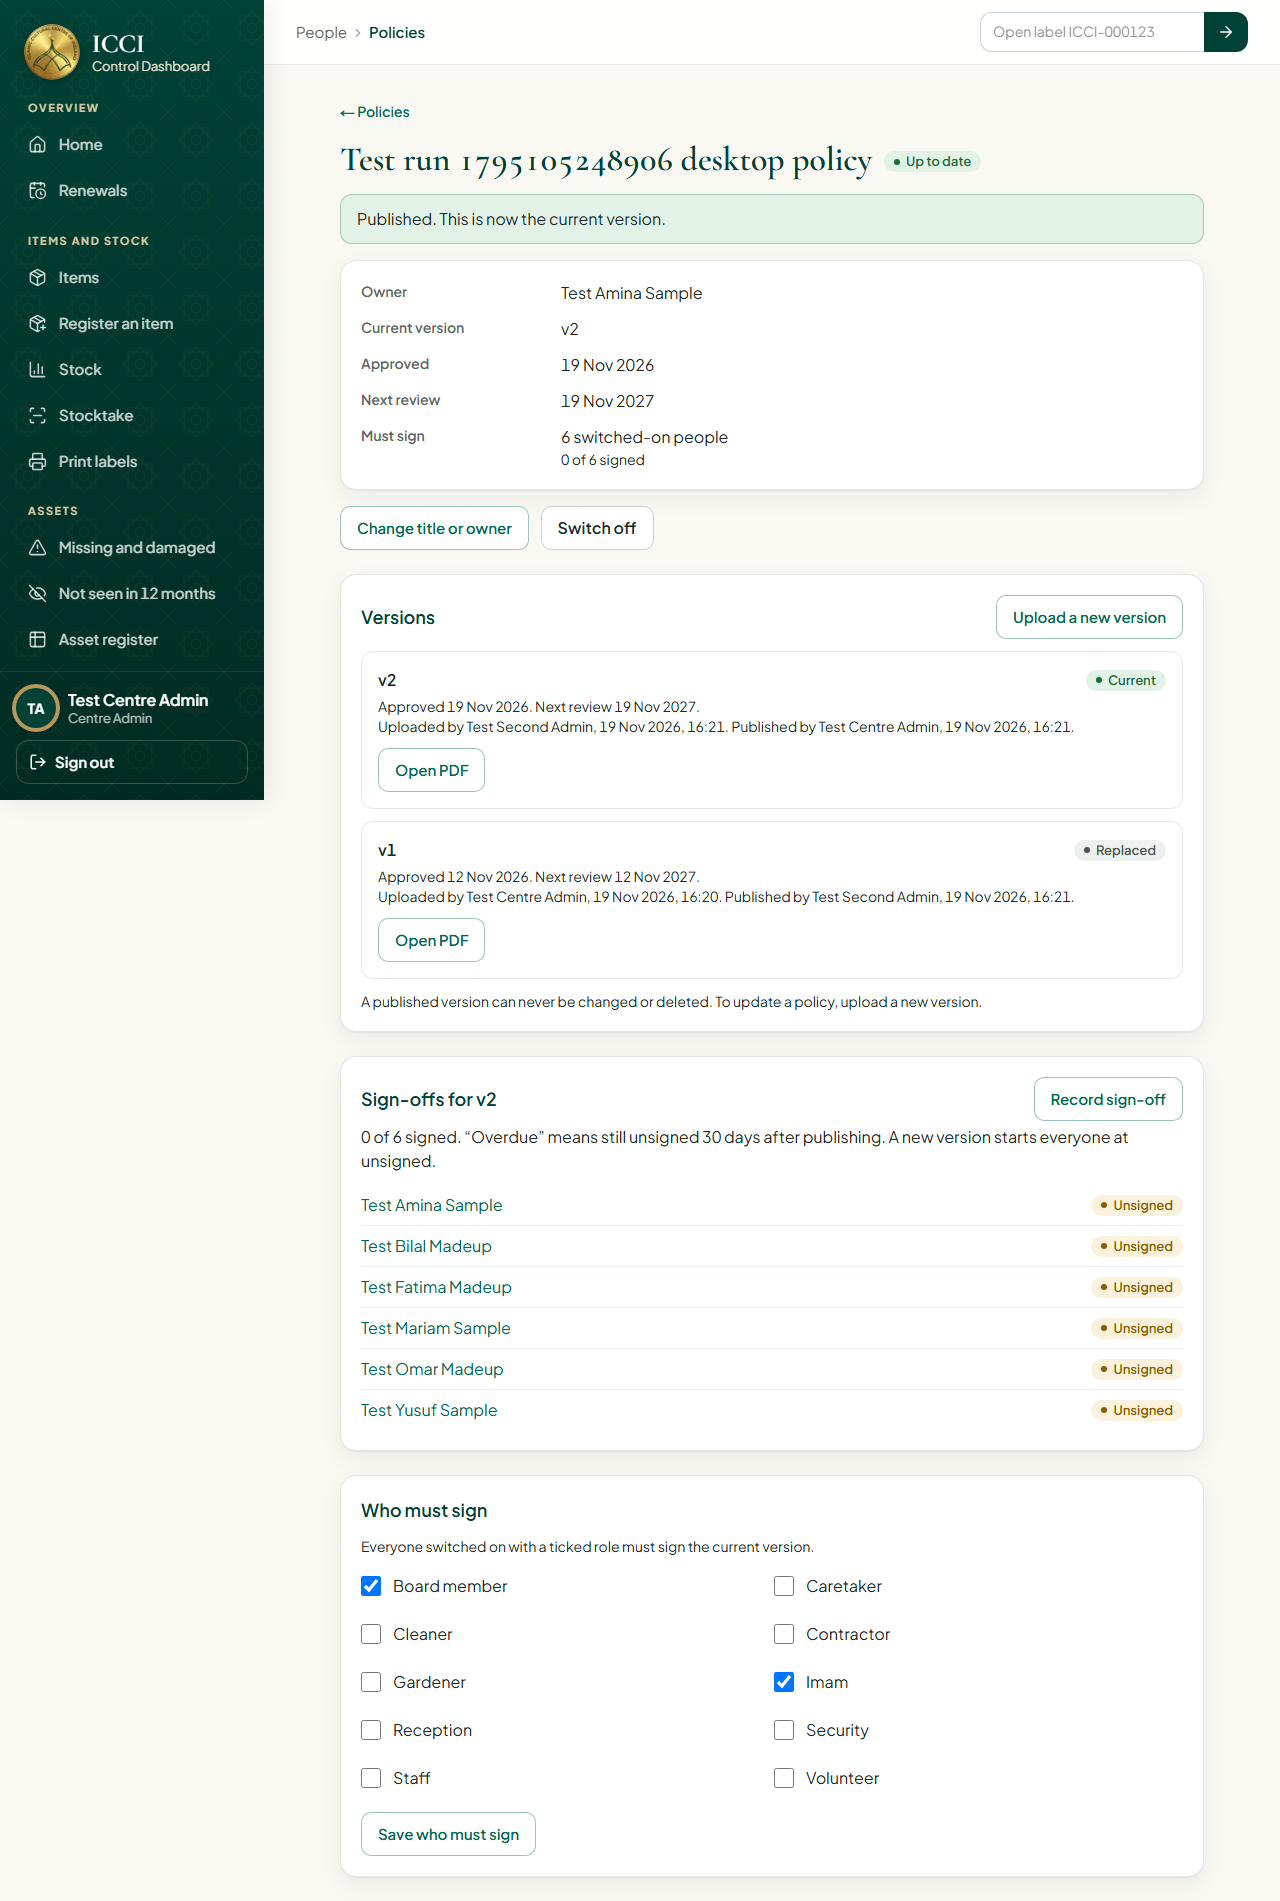 ICCI
Control Dashboard
OVERVIEW
Home
Renewals
ITEMS AND STOCK
Items
Register an item
Stock
Stocktake
Print labels
ASSETS
Missing and damaged
Not seen in 12 months
Asset register
TA
Test Centre Admin
Centre Admin
Sign out
People › Policies
Open label ICCI-000123
← Policies
Test run 1795105248906 desktop policy
Up to date
Published. This is now the current version.
Owner Test Amina Sample
Current version v2
Approved 19 Nov 2026
Next review 19 Nov 2027
Must sign 6 switched-on people
0 of 6 signed
Change title or owner
Switch off
Versions
Upload a new version
v2
Current
Approved 19 Nov 2026. Next review 19 Nov 2027.
Uploaded by Test Second Admin, 19 Nov 2026, 16:21. Published by Test Centre Admin, 19 Nov 2026, 16:21.
Open PDF
v1
Replaced
Approved 12 Nov 2026. Next review 12 Nov 2027.
Uploaded by Test Centre Admin, 19 Nov 2026, 16:20. Published by Test Second Admin, 19 Nov 2026, 16:21.
Open PDF
A published version can never be changed or deleted. To update a policy, upload a new version.
Sign-offs for v2
Record sign-off
0 of 6 signed. “Overdue” means still unsigned 30 days after publishing. A new version starts everyone at
unsigned.
Test Amina Sample Unsigned
Test Bilal Madeup Unsigned
Test Fatima Madeup Unsigned
Test Mariam Sample Unsigned
Test Omar Madeup Unsigned
Test Yusuf Sample Unsigned
Who must sign
Everyone switched on with a ticked role must sign the current version.
Board member Caretaker
Cleaner Contractor
Gardener Imam
Reception Security
Staff Volunteer
Save who must sign